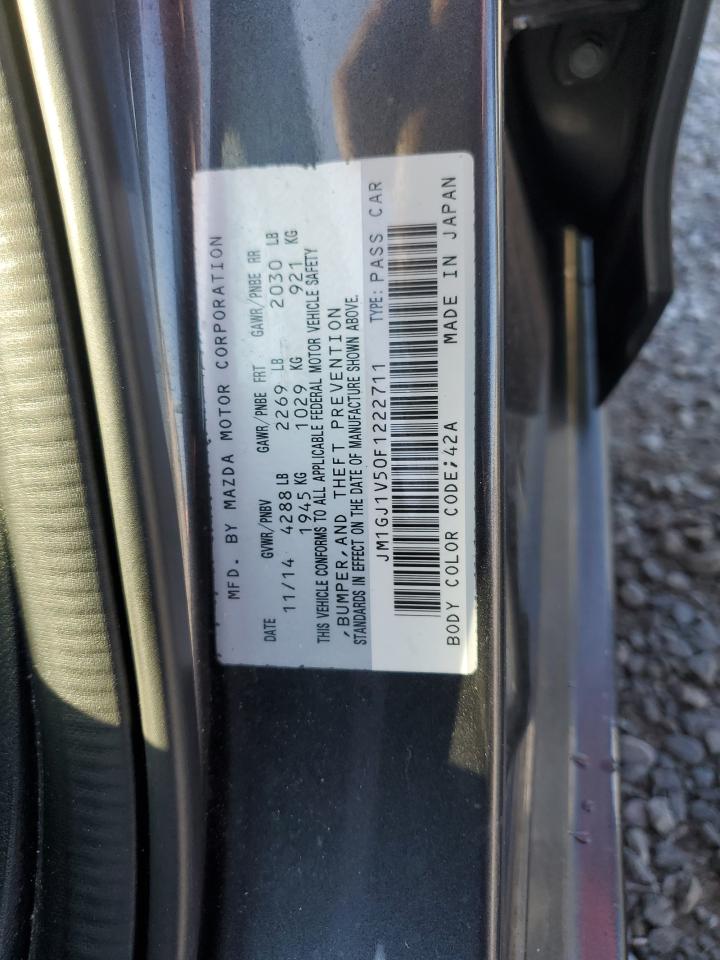 MFD. BY MAZDA MOTOR CORPORATION
DATE GVWR/PNBV GAWR/PNBE FRT GAWR/PNBE RR
11/14 4288 LB 2269 LB 2030 LB
1945 KG 1029 KG 921 KG
THIS VEHICLE CONFORMS TO ALL APPLICABLE FEDERAL MOTOR VEHICLE SAFETY
,BUMPER,AND THEFT PREVENTION
STANDARDS IN EFFECT ON THE DATE OF MANUFACTURE SHOWN ABOVE.
JM1GJ1V50F1222711 TYPE: PASS CAR
BODY COLOR CODE;42A MADE IN JAPAN